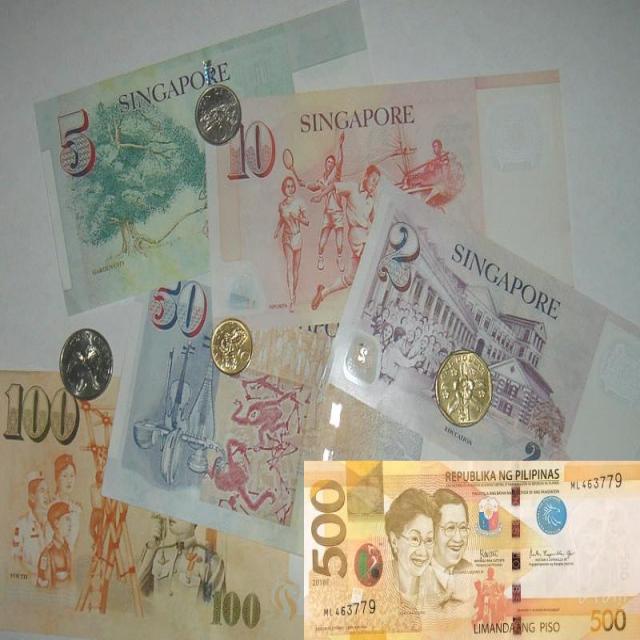 SINGAPORE
5
GARDEN CITY
SINGAPORE
10
SPORTS
SINGAPORE
2
EDUCATION
2
50
100
YOUTH
100
REPUBLIKA NG PILIPINAS
ML463779
500
ML463779
LIMANDAANG PISO
500